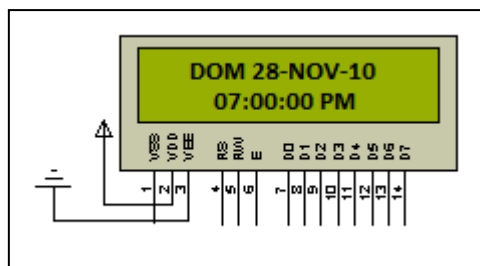 DOM 28-NOV-10
07:00:00 PM
VSS VDD VEE RS RW E D0 D1 D2 D3 D4 D5 D6 D7
1 2 3 4 5 6 7 8 9 10 11 12 13 14